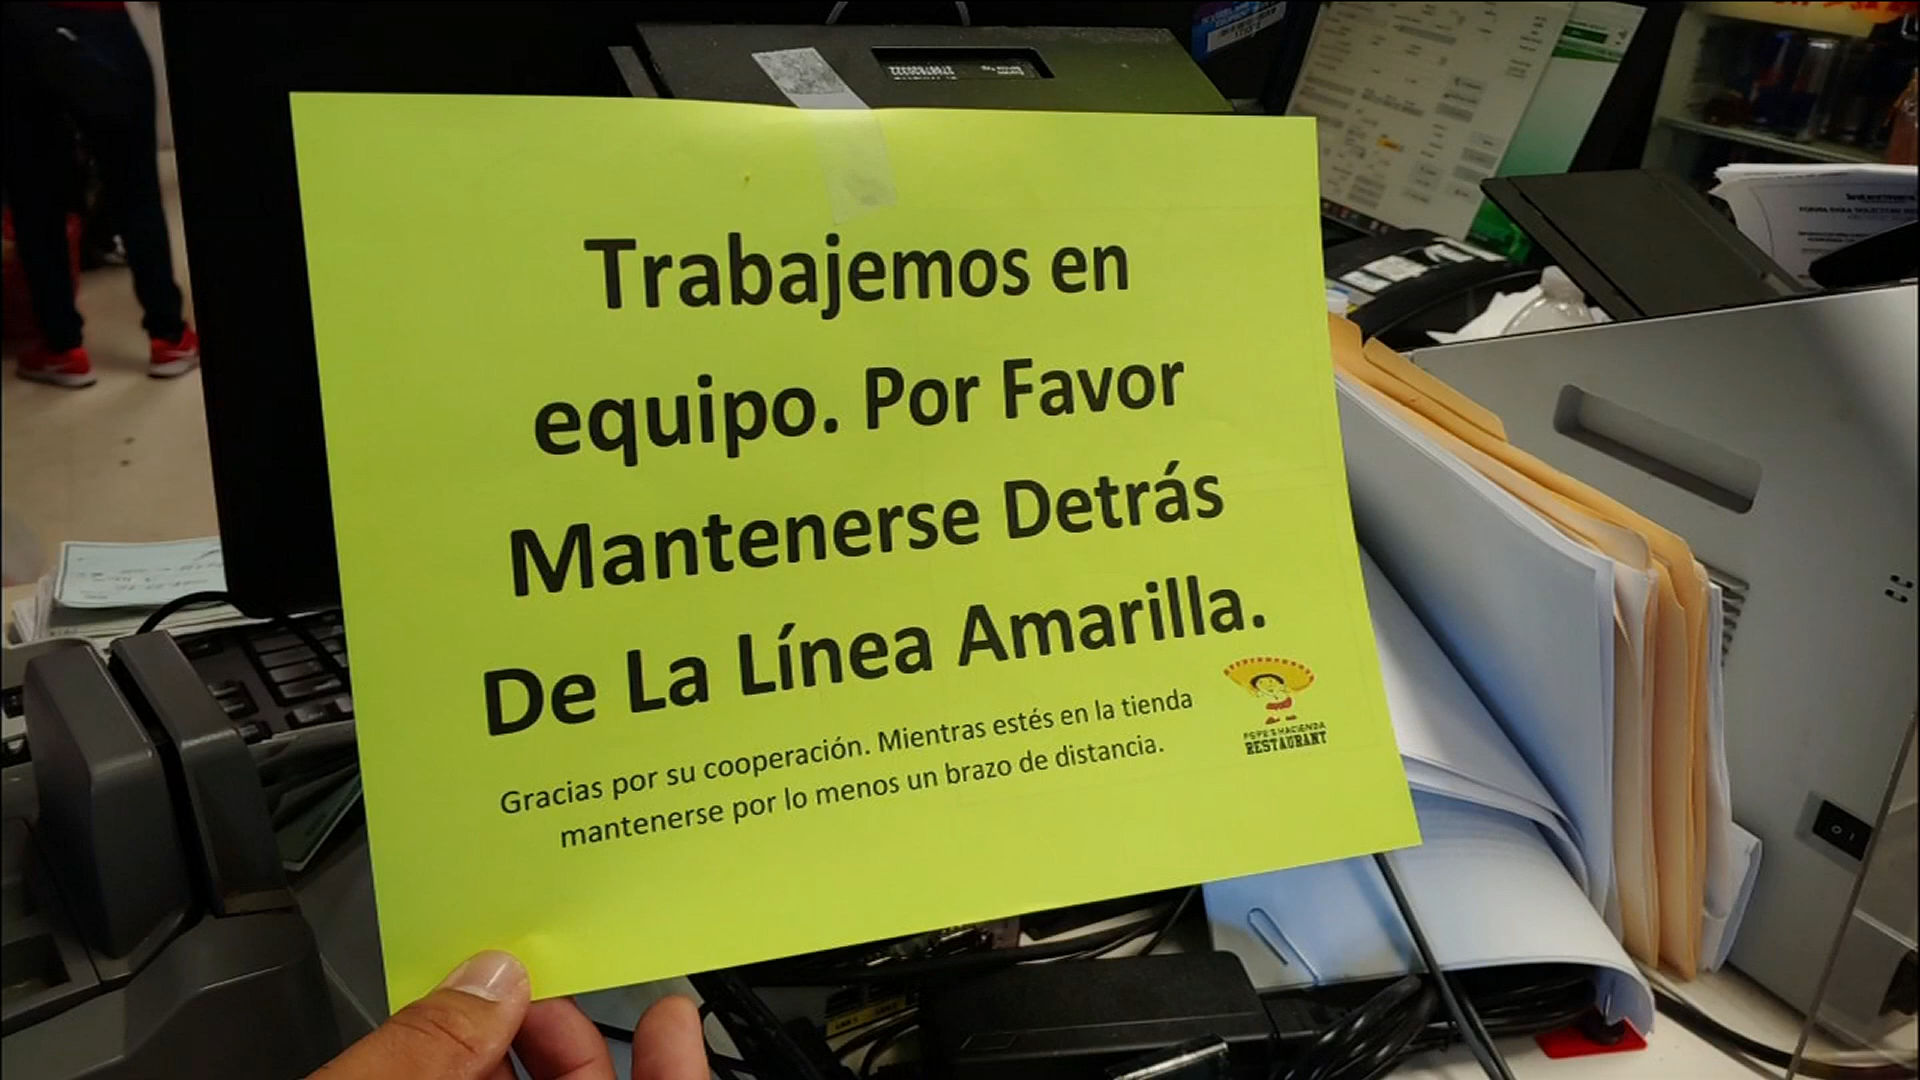 Trabajemos en
equipo. Por Favor
Mantenerse Detrás
De La Línea Amarilla.
Gracias por su cooperación. Mientras estés en la tienda
mantenerse por lo menos un brazo de distancia.
PEPE'S HACIENDA
RESTAURANT